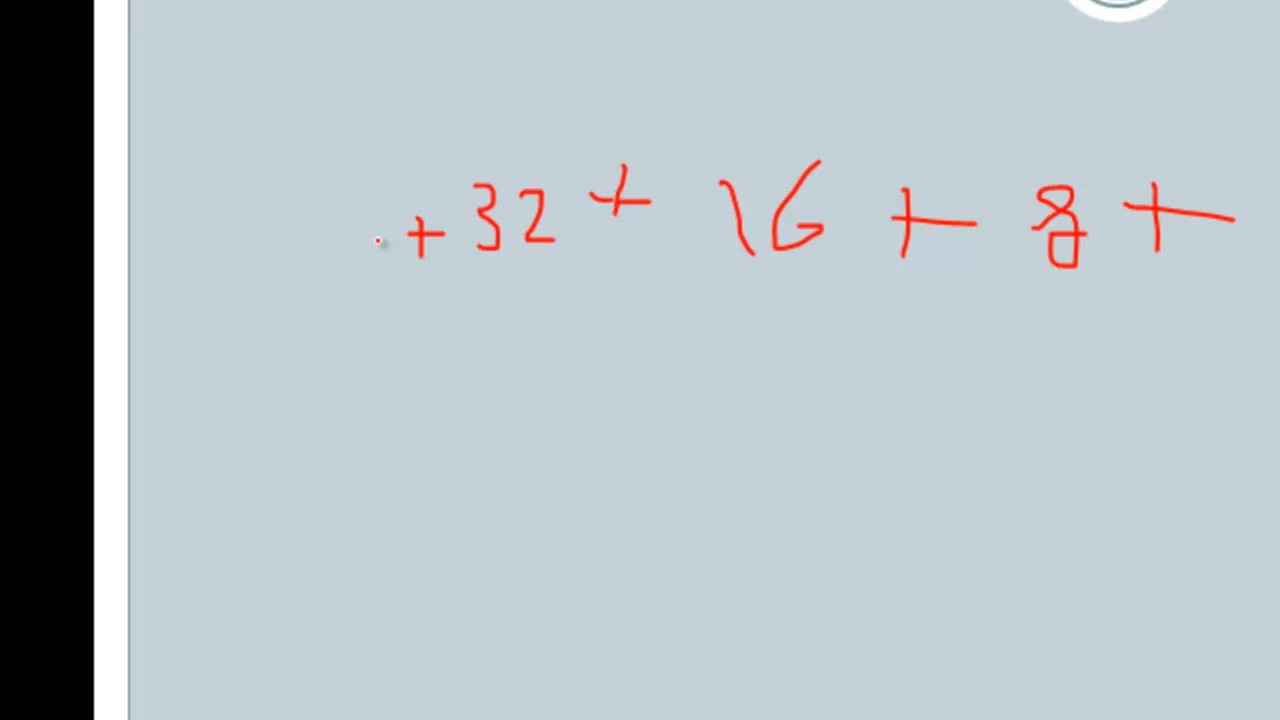 + 32 + 16 + 8 +